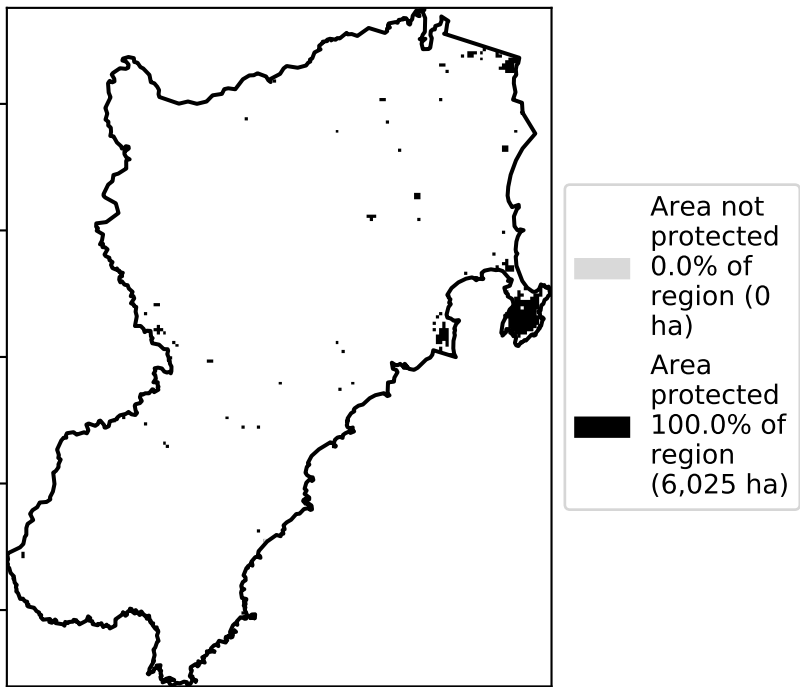 Area not
protected
0.0% of
region (0
ha)
Area
protected
100.0% of
region
(6,025 ha)